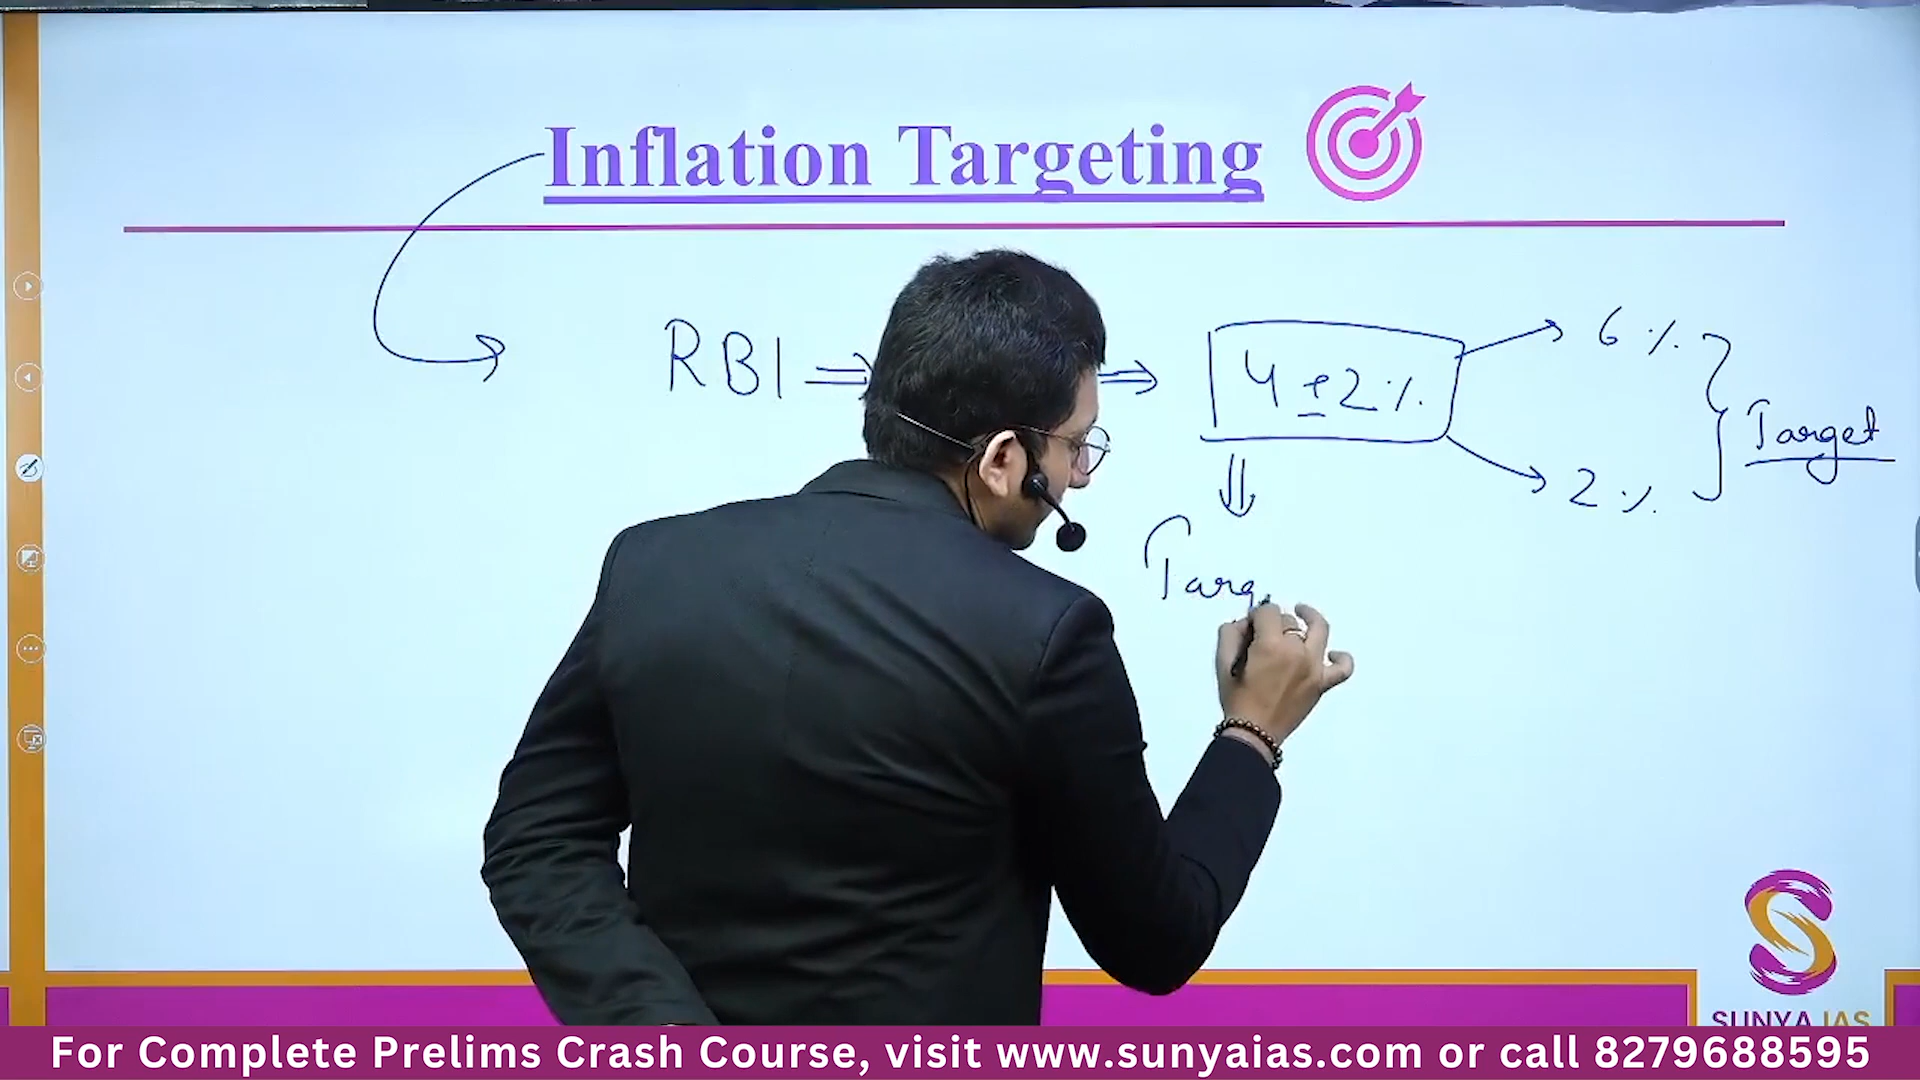 Inflation Targeting
RBI
4 ± 2%
6%
2%
Target
Targ
SUNYA IAS
For Complete Prelims Crash Course, visit www.sunyaias.com or call 8279688595